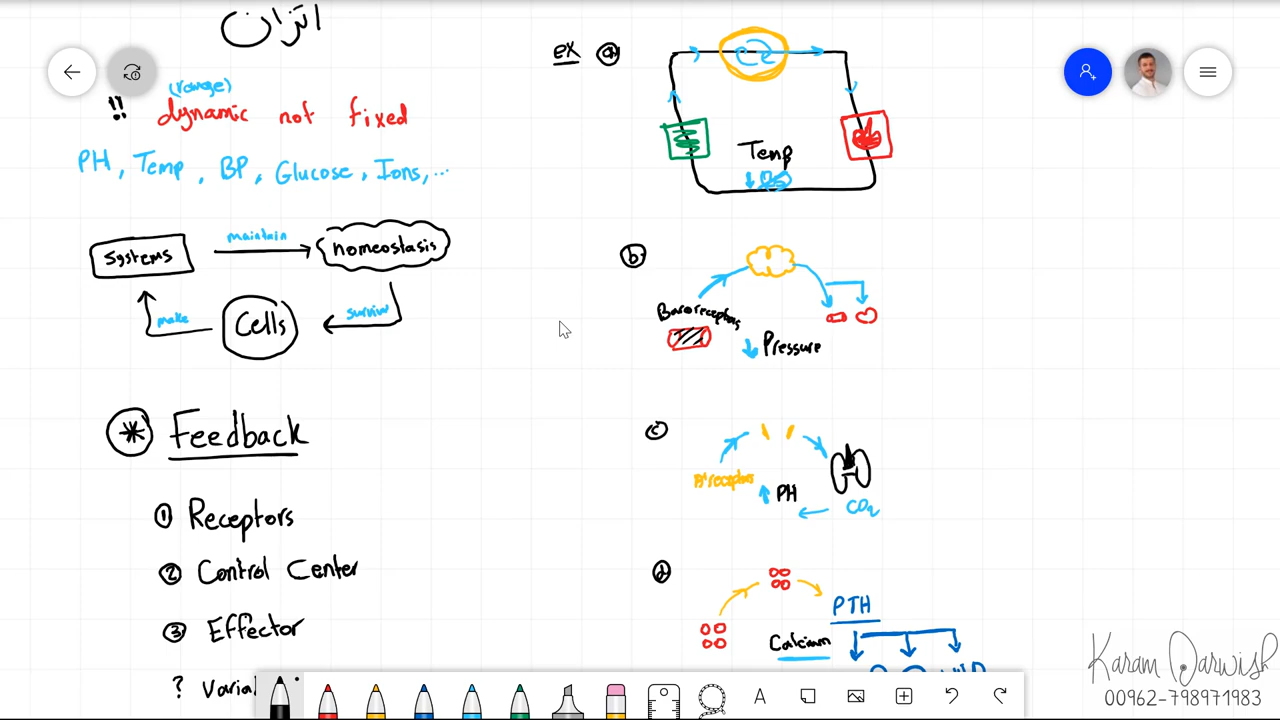 اتزان
(range)
!! dynamic not fixed
PH, Temp, BP, Glucose, Ions, ...
Systems maintain homeostasis
make Cells survive
* Feedback
① Receptors
② Control Center
③ Effector
? Varia
ex ⓐ
Temp
ⓑ
Baroreceptors
Pressure
ⓒ
PH
CO₂
ⓓ
PTH
Calcium
A
Karam Darwish
00962-798971983